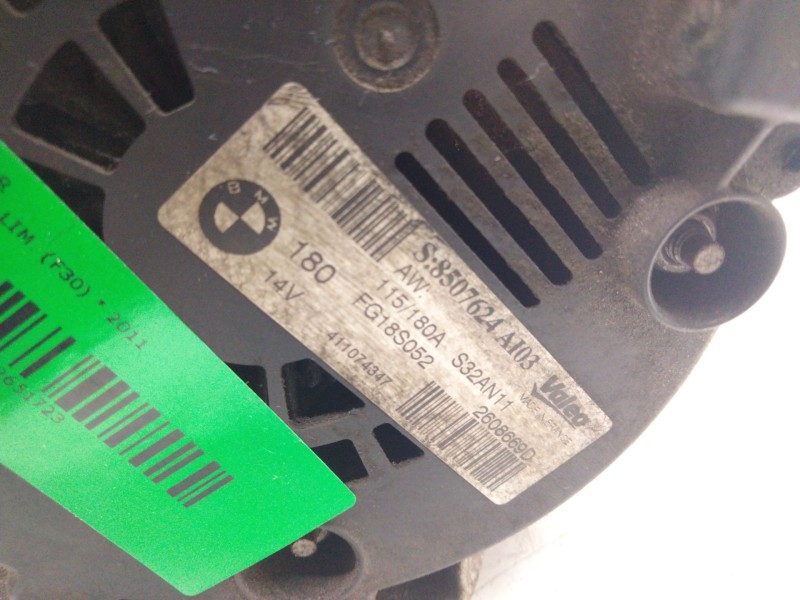 BMW
S:8507624 AI03
180 AW. 115/180A S32AN11
14V FG18S052
411074347 2608669D
Valeo
LIM (F30) * 2011